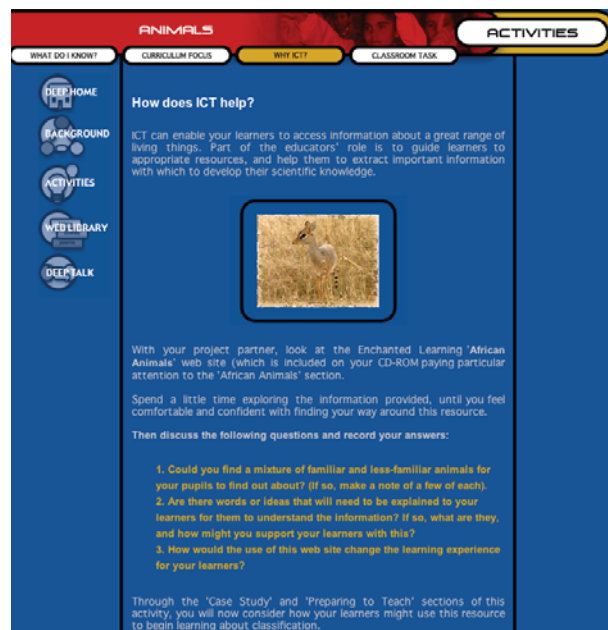 ANIMALS
ACTIVITIES
WHAT DO I KNOW?
CURRICULUM FOCUS
WHY ICT?
CLASSROOM TASK
DEEP HOME
BACKGROUND
ACTIVITIES
WEB LIBRARY
DEEP TALK
How does ICT help?
ICT can enable your learners to access information about a great range of
living things. Part of the educators' role is to guide learners to
appropriate resources, and help them to extract important information
with which to develop their scientific knowledge.
With your project partner, look at the Enchanted Learning 'African
Animals' web site (which is included on your CD-ROM paying particular
attention to the 'African Animals' section.
Spend a little time exploring the information provided, until you feel
comfortable and confident with finding your way around this resource.
Then discuss the following questions and record your answers:
1. Could you find a mixture of familiar and less-familiar animals for
your pupils to find out about? (If so, make a note of a few of each).
2. Are there words or ideas that will need to be explained to your
learners for them to understand the information? If so, what are they,
and how might you support your learners with this?
3. How would the use of this web site change the learning experience
for your learners?
Through the 'Case Study' and 'Preparing to Teach' sections of this
activity, you will now consider how your learners might use this resource
to begin learning about classification.